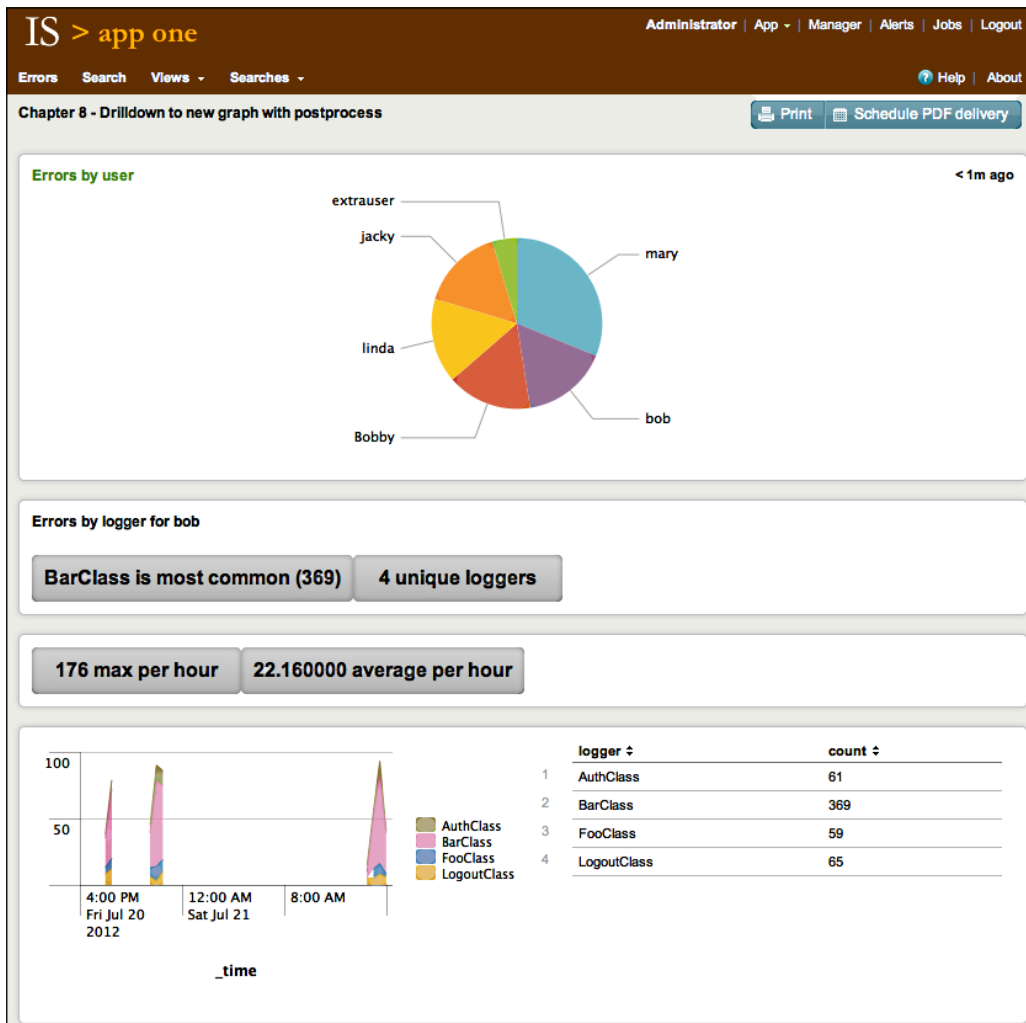 IS > app one
Administrator | App | Manager | Alerts | Jobs | Logout
Errors Search Views Searches
? Help | About
Chapter 8 - Drilldown to new graph with postprocess
Print Schedule PDF delivery
Errors by user
< 1m ago
extrauser
jacky
mary
linda
bob
Bobby
Errors by logger for bob
BarClass is most common (369) 4 unique loggers
176 max per hour 22.160000 average per hour
100
50
4:00 PM 12:00 AM 8:00 AM
Fri Jul 20 Sat Jul 21
2012
_time
AuthClass
BarClass
FooClass
LogoutClass
logger count
1 AuthClass 61
2 BarClass 369
3 FooClass 59
4 LogoutClass 65